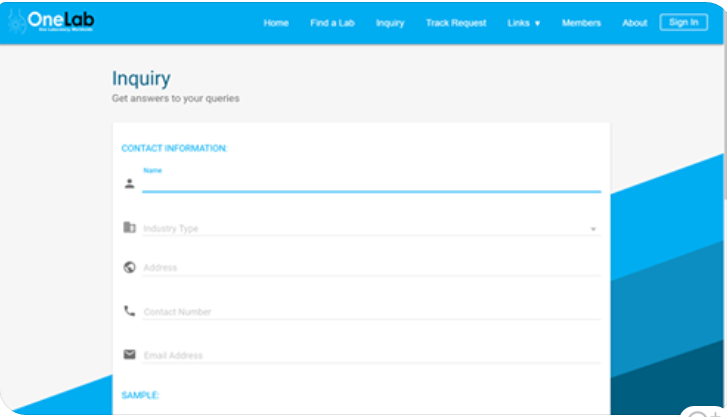 OneLab
One Laboratory Worldwide
Home Find a Lab Inquiry Track Request Links ▼ Members About Sign In
Inquiry
Get answers to your queries
CONTACT INFORMATION:
Name
Industry Type
Address
Contact Number
Email Address
SAMPLE: